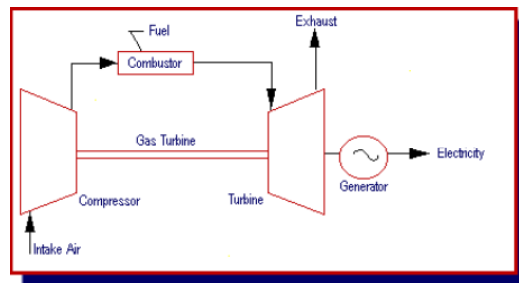 Exhaust
Fuel
Combustor
Gas Turbine
Electricity
Generator
Compressor
Turbine
Intake Air